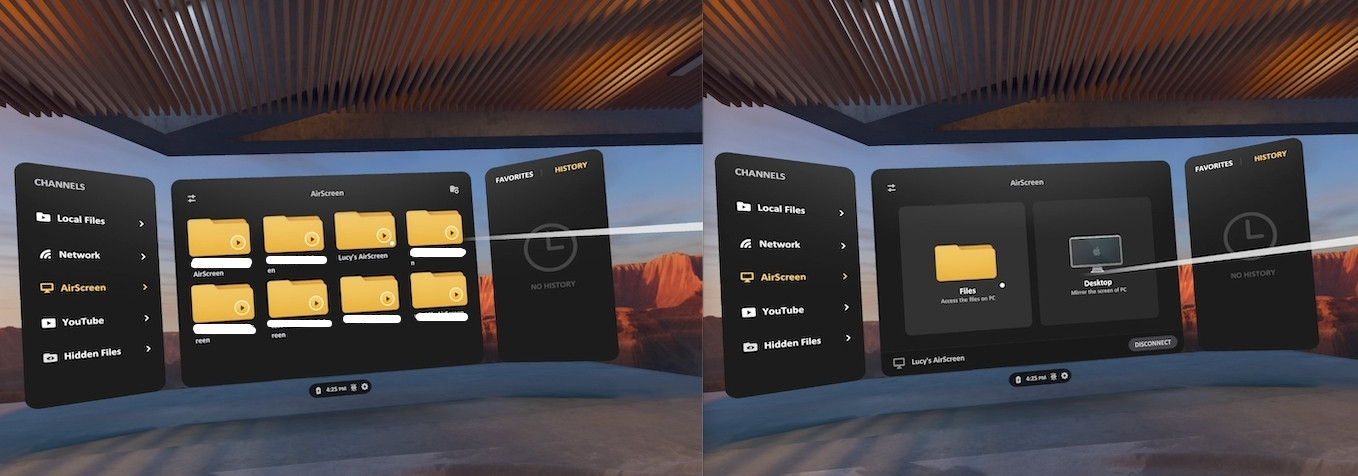 CHANNELS
Local Files
Network
AirScreen
YouTube
Hidden Files
AirScreen
AirScreen
en
Lucy's AirScreen
n
reen
reen
FAVORITES
HISTORY
NO HISTORY
4:25 PM
CHANNELS
Local Files
Network
AirScreen
YouTube
Hidden Files
AirScreen
Files
Access the files on PC
Desktop
Mirror the screen of PC
Lucy's AirScreen
DISCONNECT
FAVORITES
HISTORY
NO HISTORY
4:25 PM